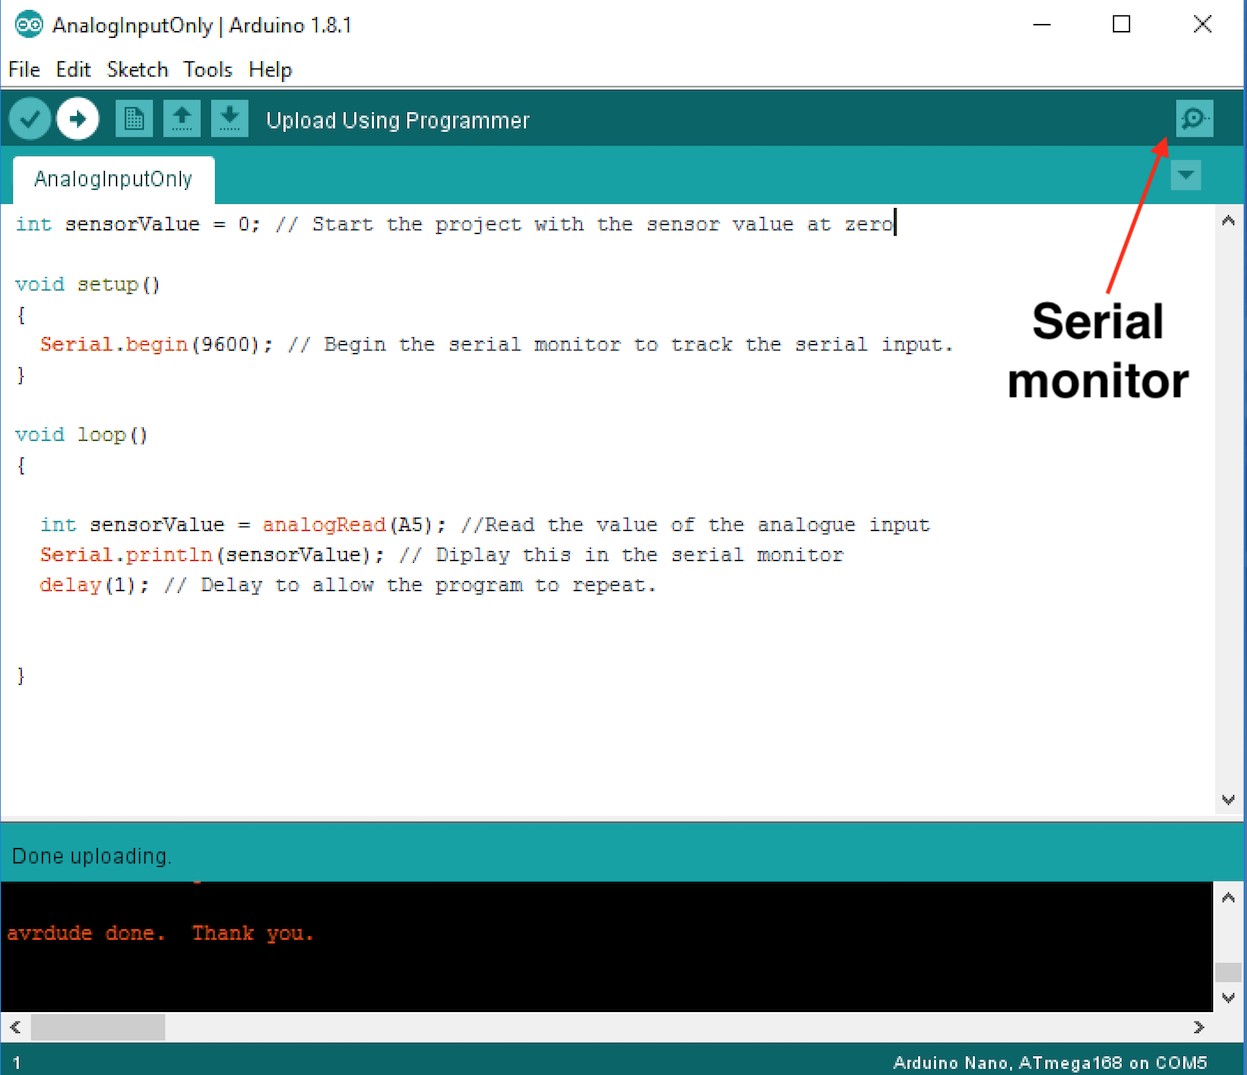 AnalogInputOnly | Arduino 1.8.1
File Edit Sketch Tools Help
Upload Using Programmer
AnalogInputOnly
int sensorValue = 0; // Start the project with the sensor value at zero
void setup()
{
Serial.begin(9600); // Begin the serial monitor to track the serial input.
}
Serial
monitor
void loop()
{
int sensorValue = analogRead(A5); //Read the value of the analogue input
Serial.println(sensorValue); // Diplay this in the serial monitor
delay(1); // Delay to allow the program to repeat.
}
Done uploading.
avrdude done.  Thank you.
1
Arduino Nano, ATmega168 on COM5